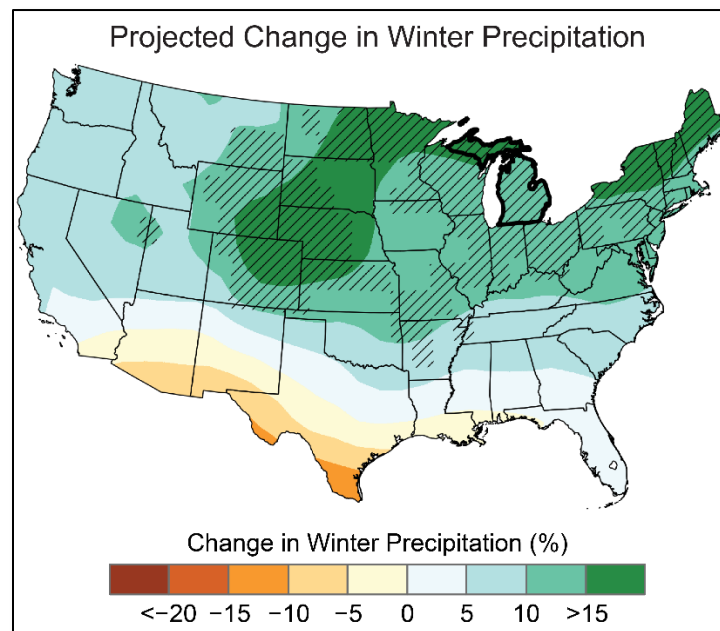 Projected Change in Winter Precipitation
Change in Winter Precipitation (%)
<−20 −15 −10 −5 0 5 10 >15